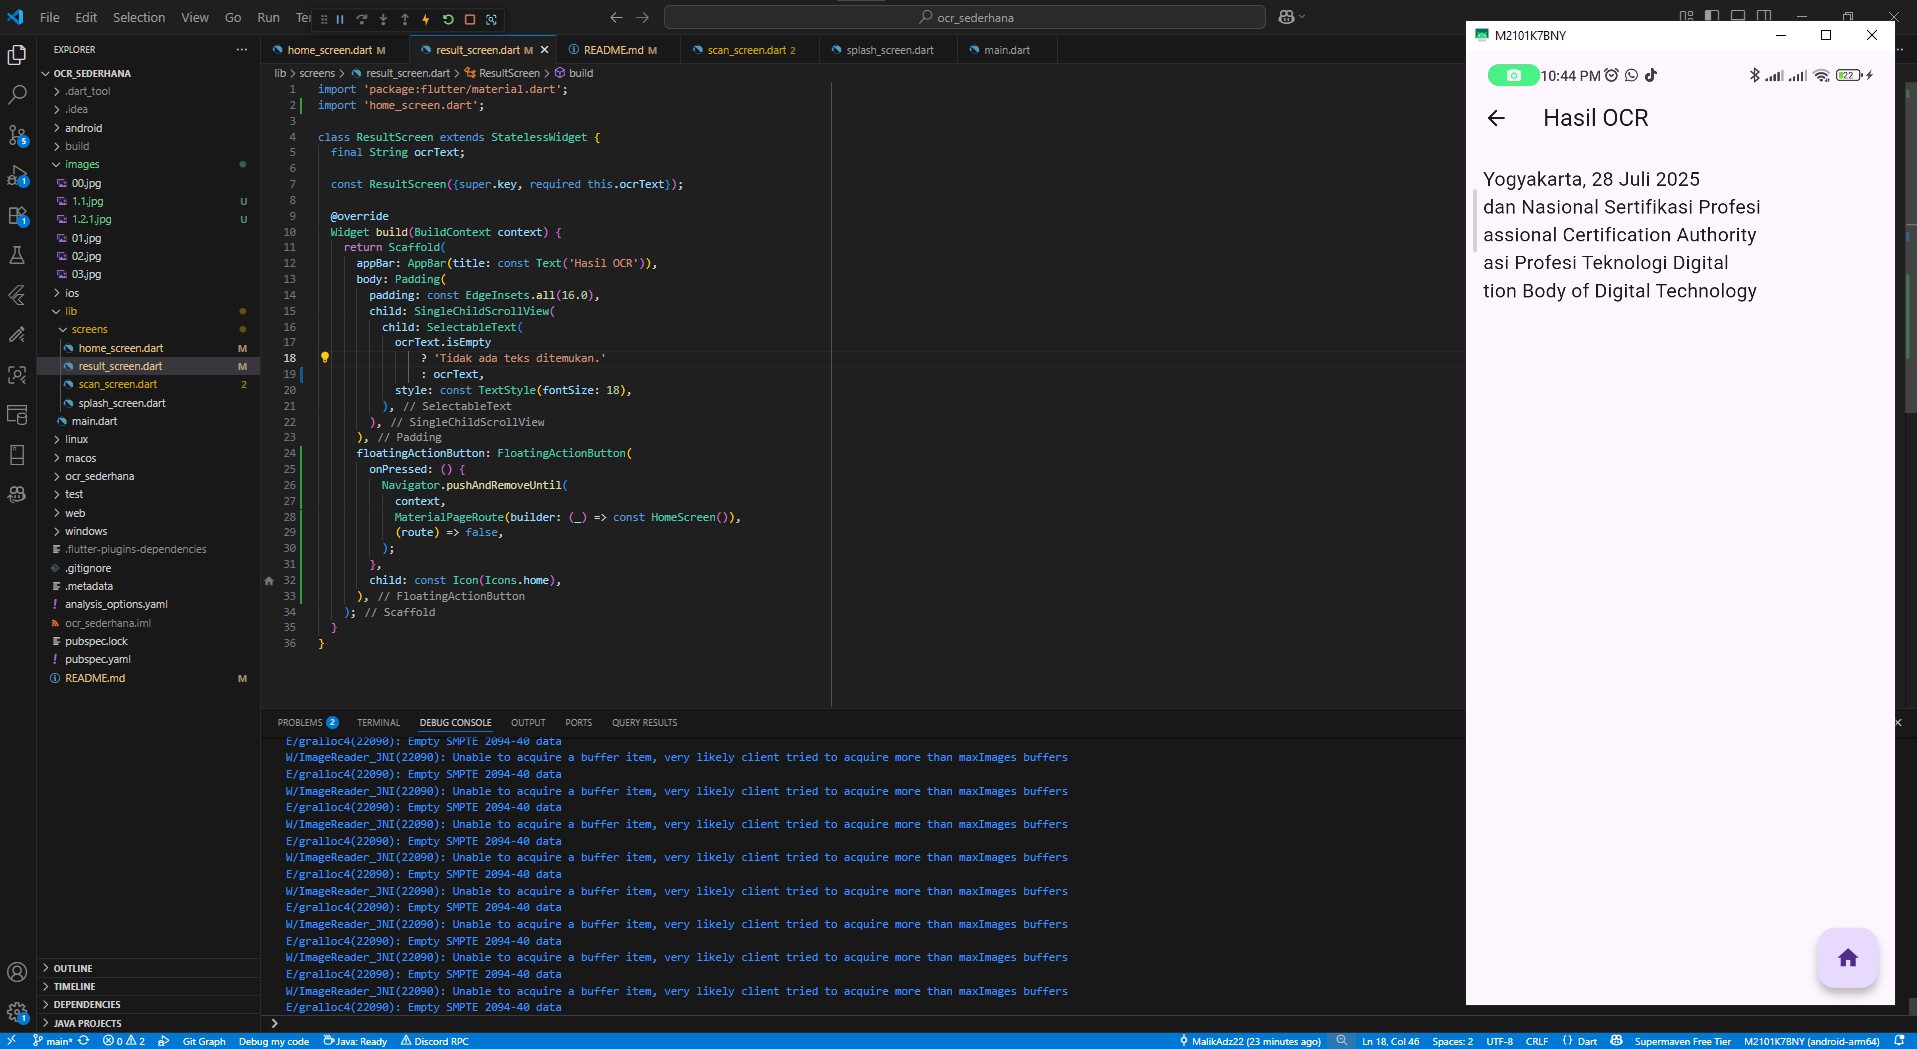 File Edit Selection View Go Run Ter
ocr_sederhana
EXPLORER
OCR_SEDERHANA
.dart_tool
.idea
android
build
images
00.jpg
1.1.jpg U
1.2.1.jpg U
01.jpg
02.jpg
03.jpg
ios
lib
screens
home_screen.dart M
result_screen.dart M
scan_screen.dart 2
splash_screen.dart
main.dart
linux
macos
ocr_sederhana
test
web
windows
.flutter-plugins-dependencies
.gitignore
.metadata
analysis_options.yaml
ocr_sederhana.iml
pubspec.lock
pubspec.yaml
README.md M
OUTLINE
TIMELINE
DEPENDENCIES
JAVA PROJECTS
home_screen.dart M result_screen.dart M README.md M scan_screen.dart 2 splash_screen.dart main.dart
lib > screens > result_screen.dart > ResultScreen > build
1 import 'package:flutter/material.dart';
2 import 'home_screen.dart';
3
4 class ResultScreen extends StatelessWidget {
5 final String ocrText;
6
7 const ResultScreen({super.key, required this.ocrText});
8
9 @override
10 Widget build(BuildContext context) {
11 return Scaffold(
12 appBar: AppBar(title: const Text('Hasil OCR')),
13 body: Padding(
14 padding: const EdgeInsets.all(16.0),
15 child: SingleChildScrollView(
16 child: SelectableText(
17 ocrText.isEmpty
18 ? 'Tidak ada teks ditemukan.'
19 : ocrText,
20 style: const TextStyle(fontSize: 18),
21 ), // SelectableText
22 ), // SingleChildScrollView
23 ), // Padding
24 floatingActionButton: FloatingActionButton(
25 onPressed: () {
26 Navigator.pushAndRemoveUntil(
27 context,
28 MaterialPageRoute(builder: (_) => const HomeScreen()),
29 (route) => false,
30 );
31 },
32 child: const Icon(Icons.home),
33 ), // FloatingActionButton
34 ); // Scaffold
35 }
36 }
PROBLEMS 2 TERMINAL DEBUG CONSOLE OUTPUT PORTS QUERY RESULTS
E/gralloc4(22090): Empty SMPTE 2094-40 data
W/ImageReader_JNI(22090): Unable to acquire a buffer item, very likely client tried to acquire more than maxImages buffers
E/gralloc4(22090): Empty SMPTE 2094-40 data
W/ImageReader_JNI(22090): Unable to acquire a buffer item, very likely client tried to acquire more than maxImages buffers
E/gralloc4(22090): Empty SMPTE 2094-40 data
W/ImageReader_JNI(22090): Unable to acquire a buffer item, very likely client tried to acquire more than maxImages buffers
E/gralloc4(22090): Empty SMPTE 2094-40 data
W/ImageReader_JNI(22090): Unable to acquire a buffer item, very likely client tried to acquire more than maxImages buffers
E/gralloc4(22090): Empty SMPTE 2094-40 data
W/ImageReader_JNI(22090): Unable to acquire a buffer item, very likely client tried to acquire more than maxImages buffers
E/gralloc4(22090): Empty SMPTE 2094-40 data
W/ImageReader_JNI(22090): Unable to acquire a buffer item, very likely client tried to acquire more than maxImages buffers
E/gralloc4(22090): Empty SMPTE 2094-40 data
W/ImageReader_JNI(22090): Unable to acquire a buffer item, very likely client tried to acquire more than maxImages buffers
E/gralloc4(22090): Empty SMPTE 2094-40 data
W/ImageReader_JNI(22090): Unable to acquire a buffer item, very likely client tried to acquire more than maxImages buffers
E/gralloc4(22090): Empty SMPTE 2094-40 data
M2101K7BNY
10:44 PM 22
Hasil OCR
Yogyakarta, 28 Juli 2025
dan Nasional Sertifikasi Profesi
assional Certification Authority
asi Profesi Teknologi Digital
tion Body of Digital Technology
main* 0 2 Git Graph Debug my code Java: Ready Discord RPC MalikAdz22 (23 minutes ago) Ln 18, Col 46 Spaces: 2 UTF-8 CRLF {} Dart Supermaven Free Tier M2101K7BNY (android-arm64)